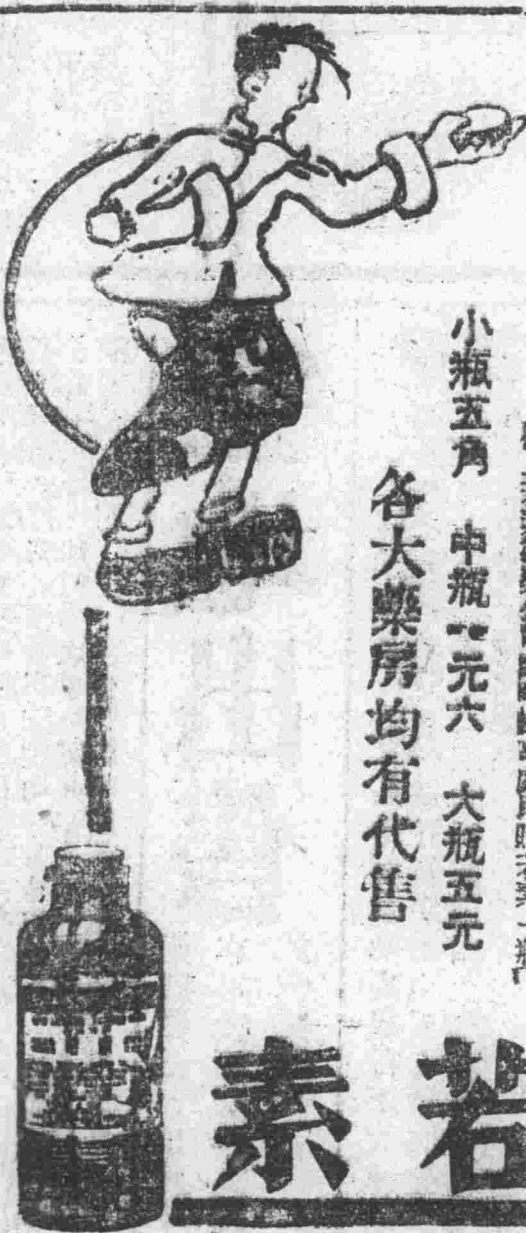 小瓶五角　中瓶一元六　大瓶五元
各大藥房均有代售
若素